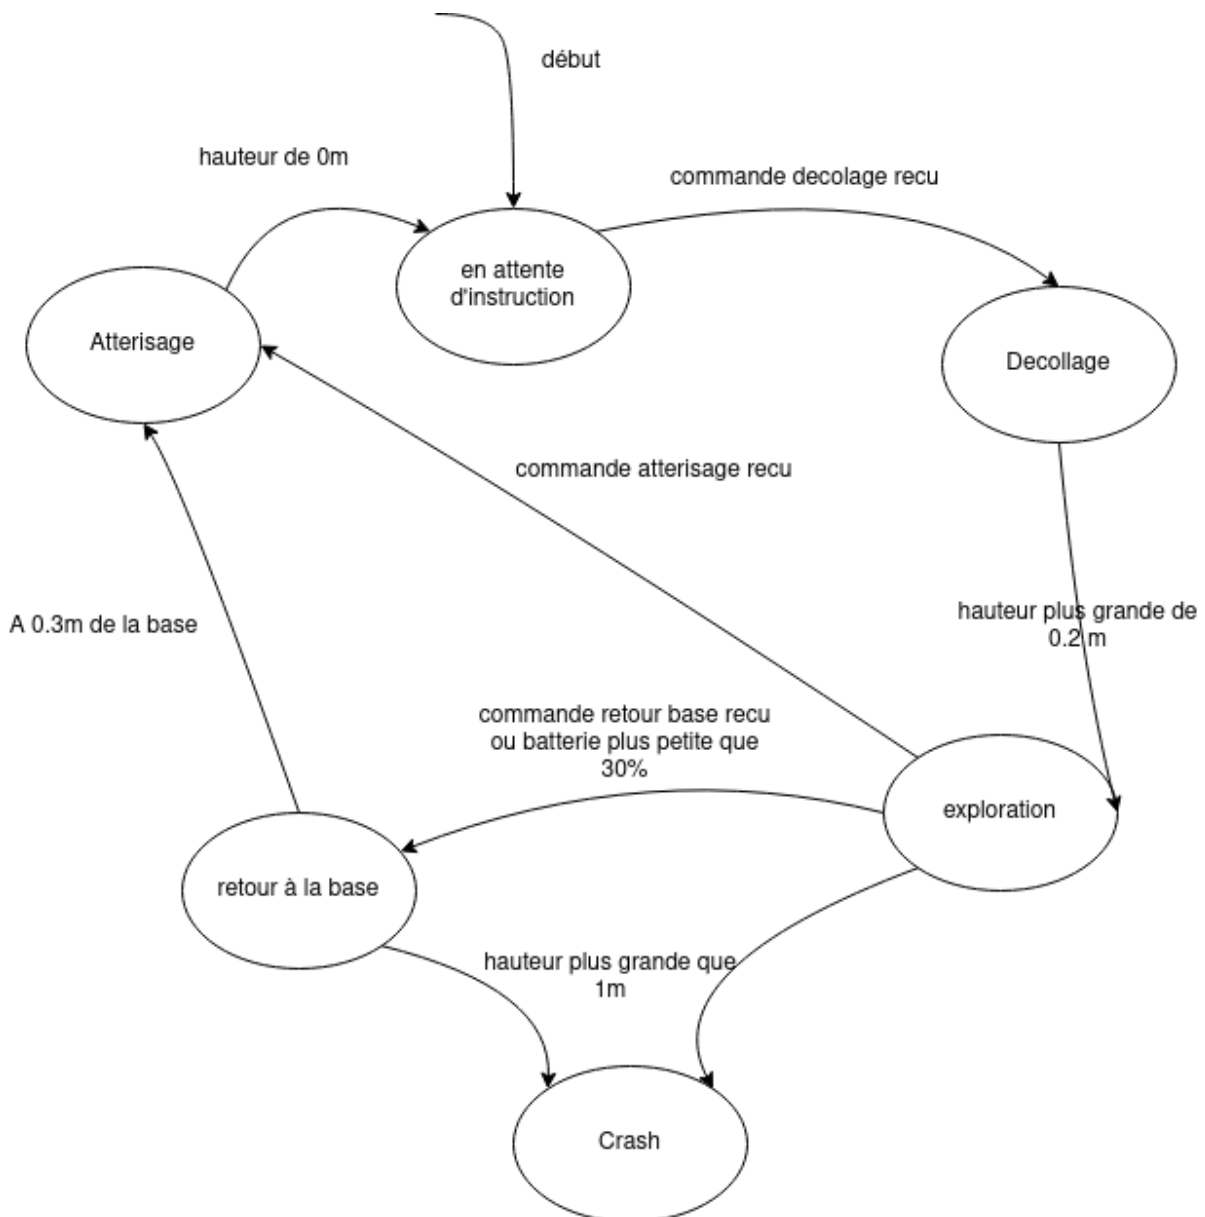 début
hauteur de 0m
commande decolage recu
en attente
d'instruction
Atterisage
Decollage
commande atterisage recu
hauteur plus grande de
0.2 m
A 0.3m de la base
commande retour base recu
ou batterie plus petite que
30%
exploration
retour à la base
hauteur plus grande que
1m
Crash